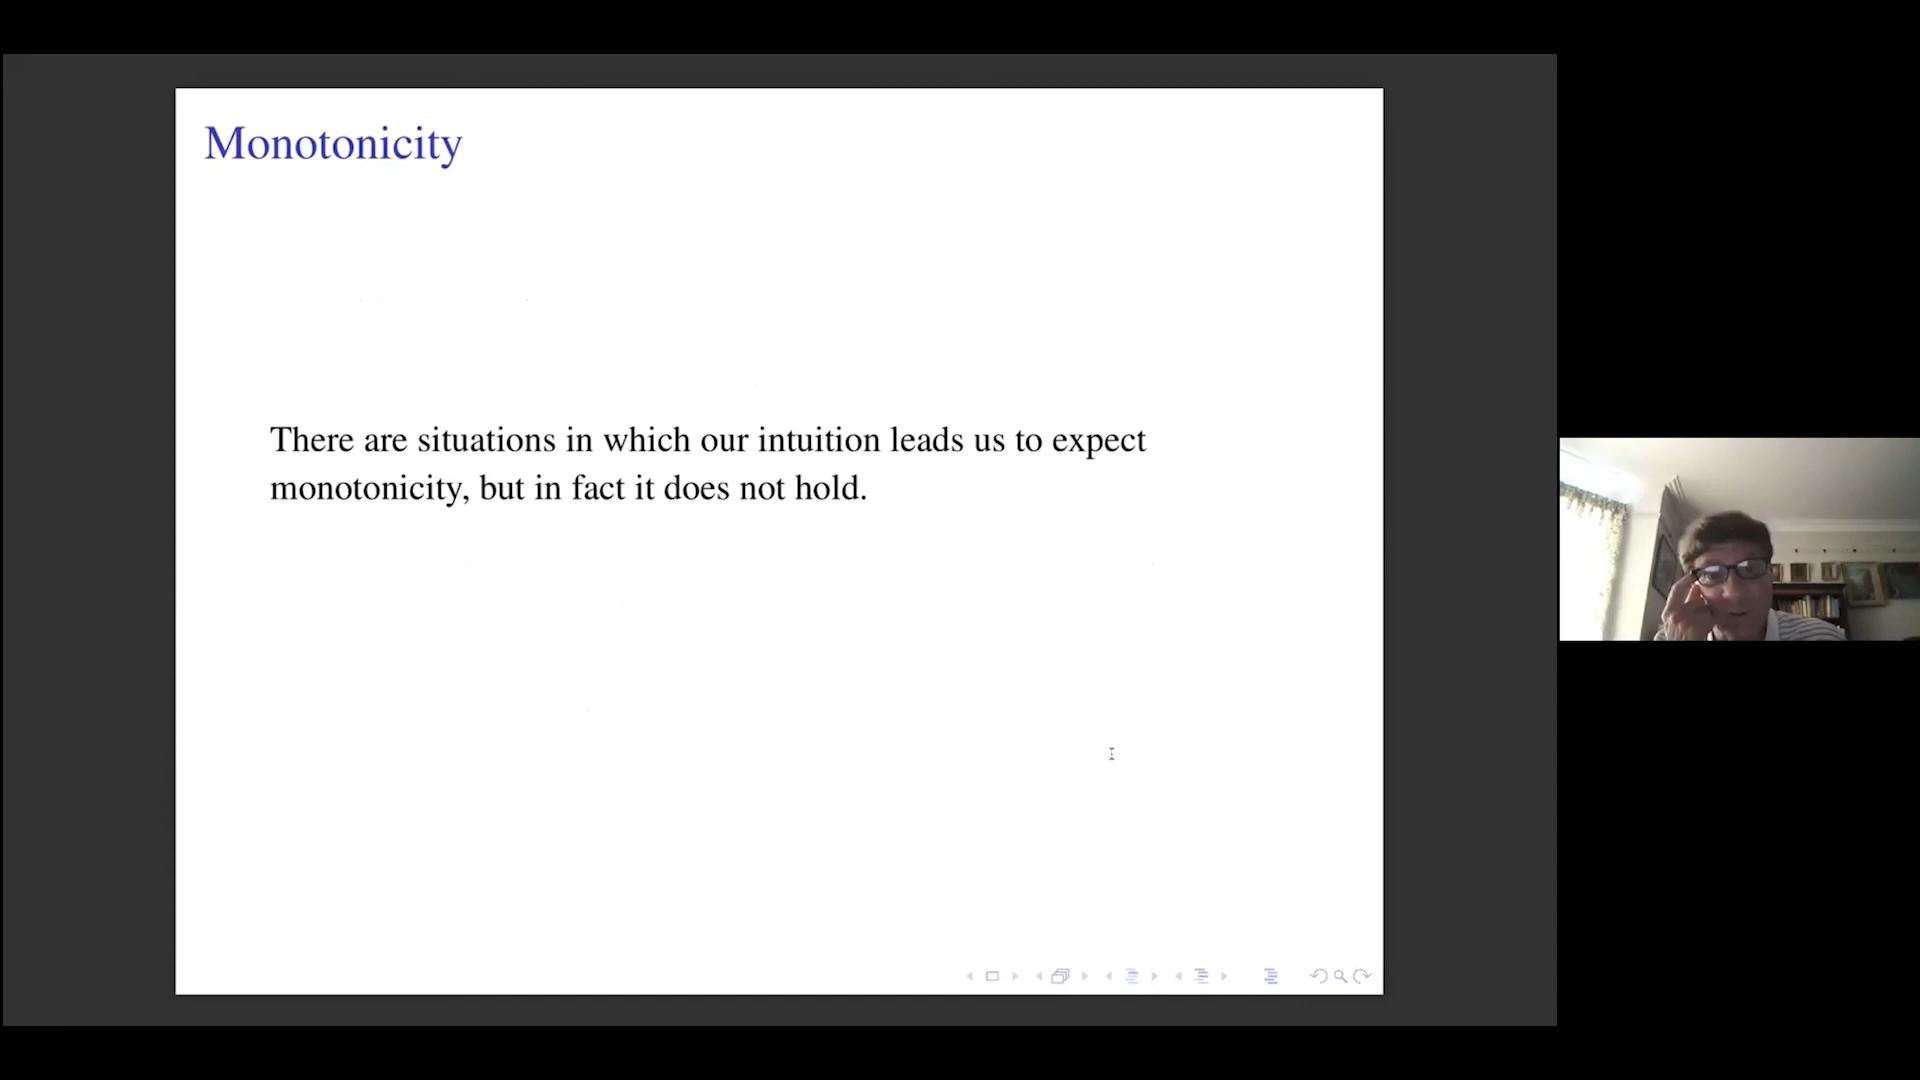 Monotonicity
There are situations in which our intuition leads us to expect
monotonicity, but in fact it does not hold.